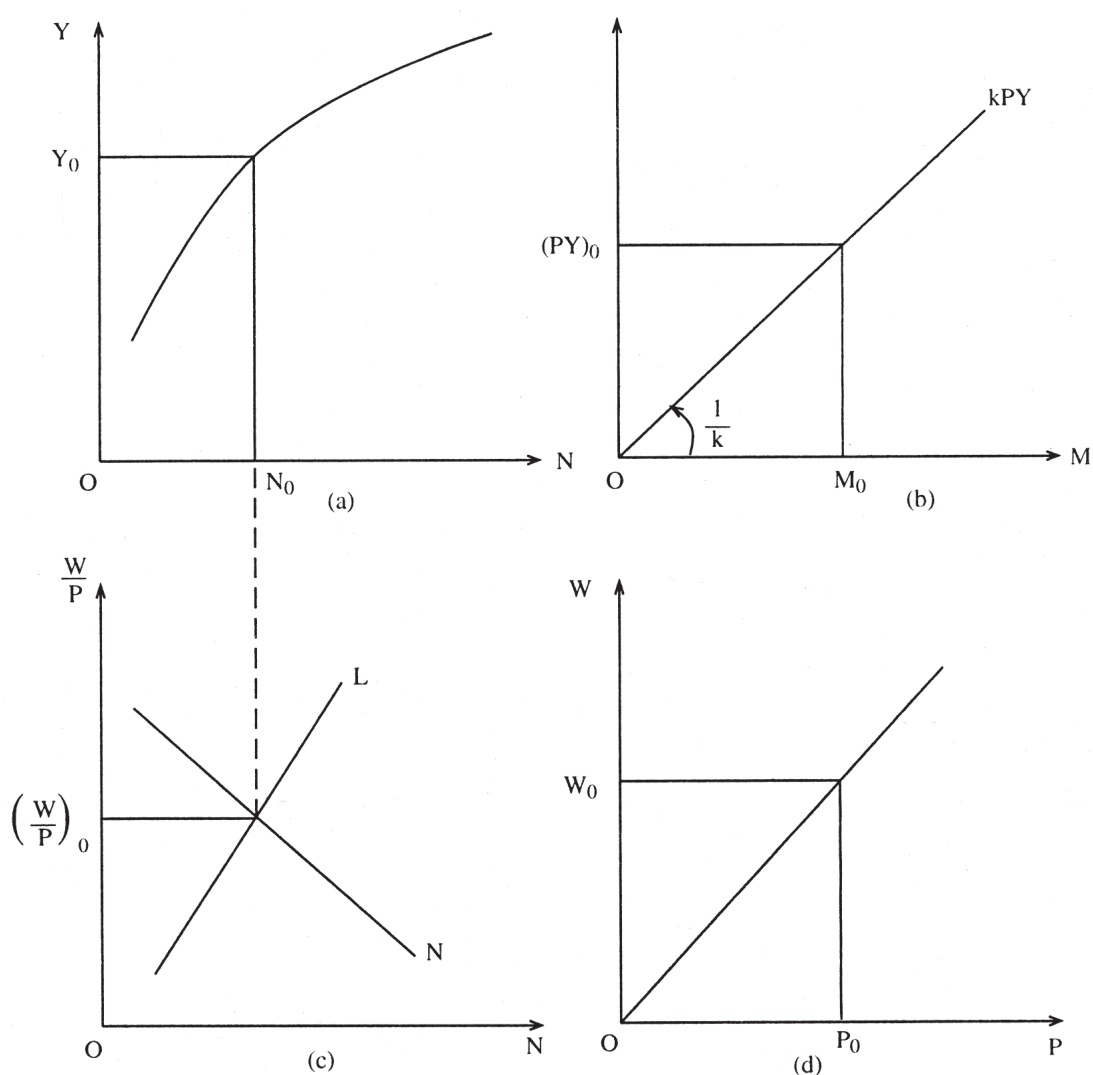 Y
Y₀
O
N₀
N
(a)
kPY
(PY)₀
1
k
O
M₀
M
(b)
W
P
L
(W/P)₀
N
O
N
(c)
W
W₀
O
P₀
P
(d)